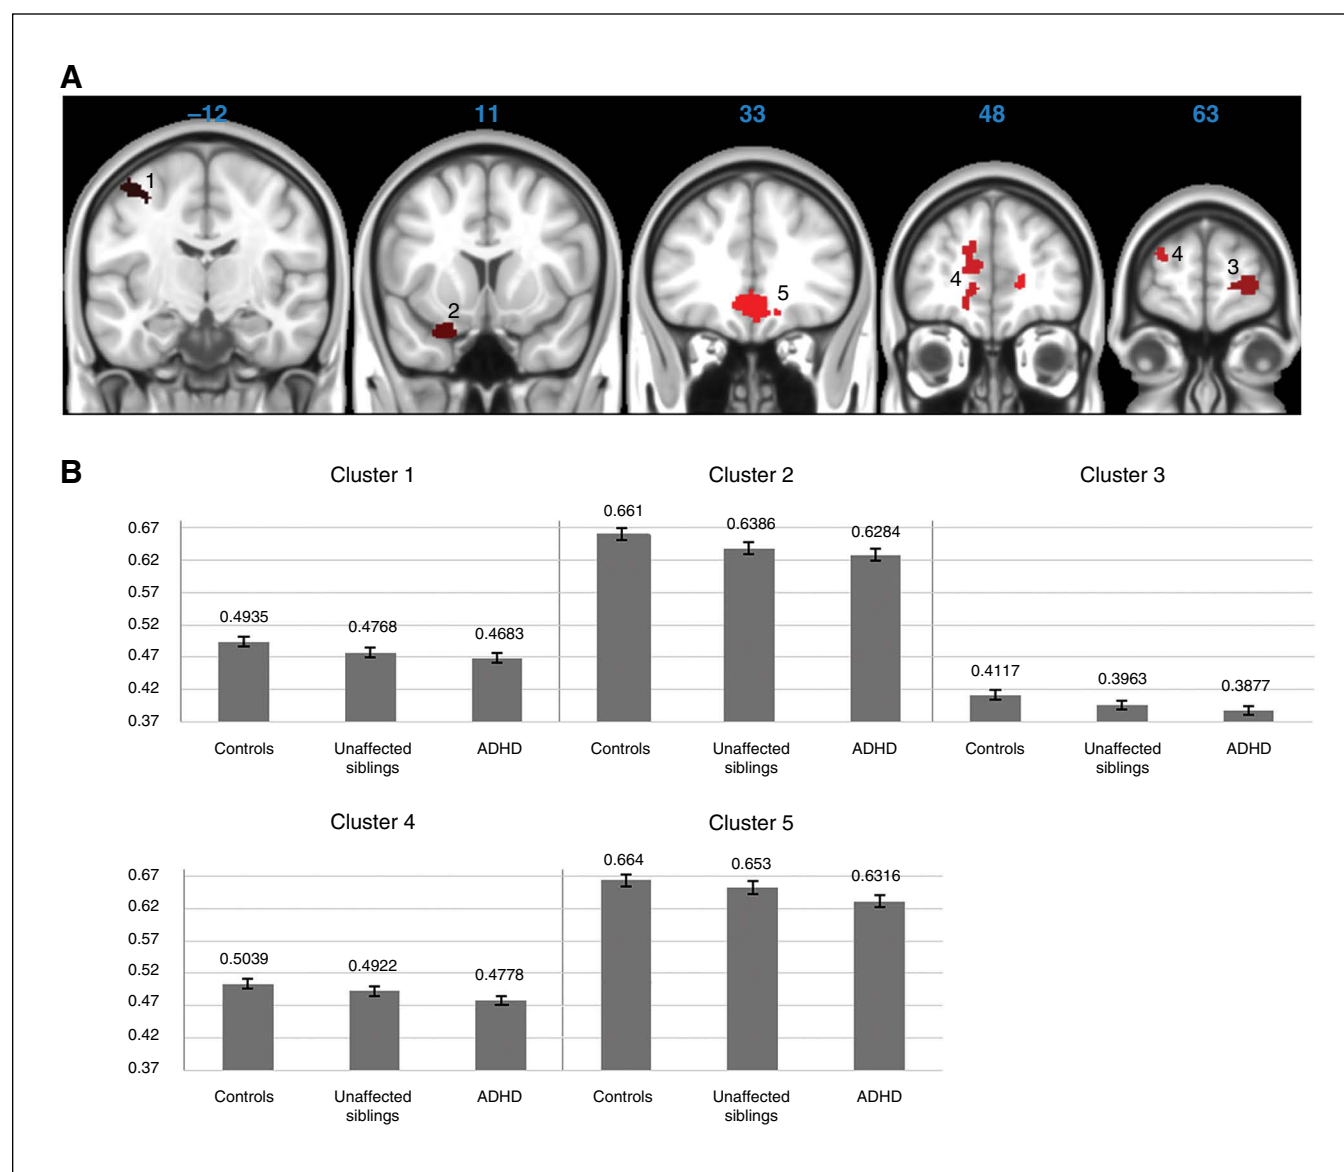 A
–12 11 33 48 63
1
2
5
4
4
3
B
Cluster 1 Cluster 2 Cluster 3
0.67
0.62
0.57
0.52
0.47
0.42
0.37
0.4935 0.4768 0.4683
0.661 0.6386 0.6284
0.4117 0.3963 0.3877
Controls Unaffected siblings ADHD
Controls Unaffected siblings ADHD
Controls Unaffected siblings ADHD
Cluster 4 Cluster 5
0.67
0.62
0.57
0.52
0.47
0.42
0.37
0.5039 0.4922 0.4778
0.664 0.653 0.6316
Controls Unaffected siblings ADHD
Controls Unaffected siblings ADHD